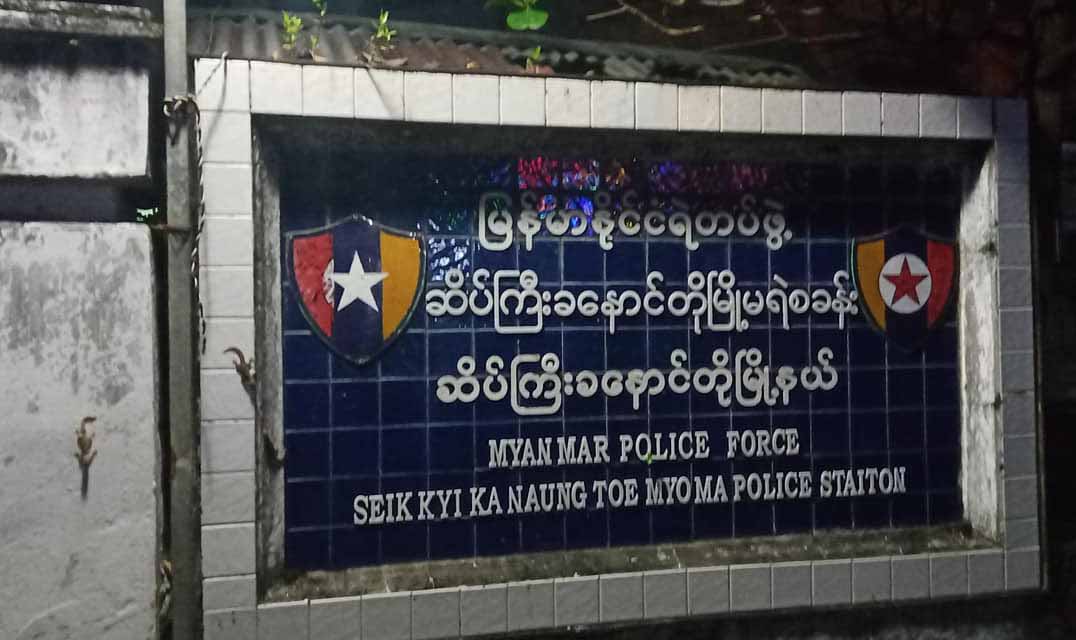 မြန်မာနိုင်ငံရဲတပ်ဖွဲ့
ဆိပ်ကြီးခနောင်တိုမြို့မရဲစခန်း
ဆိပ်ကြီးခနောင်တိုမြို့နယ်
MYANMAR POLICE FORCE
SEIK KYI KA NAUNG TOE MYOMA POLICE STAITON